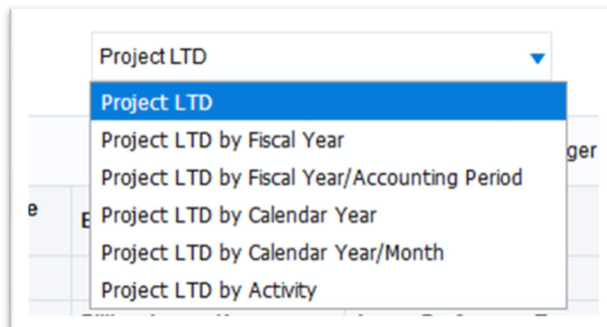 Project LTD
Project LTD
Project LTD by Fiscal Year
ger
Project LTD by Fiscal Year/Accounting Period
e
Project LTD by Calendar Year
Project LTD by Calendar Year/Month
Project LTD by Activity